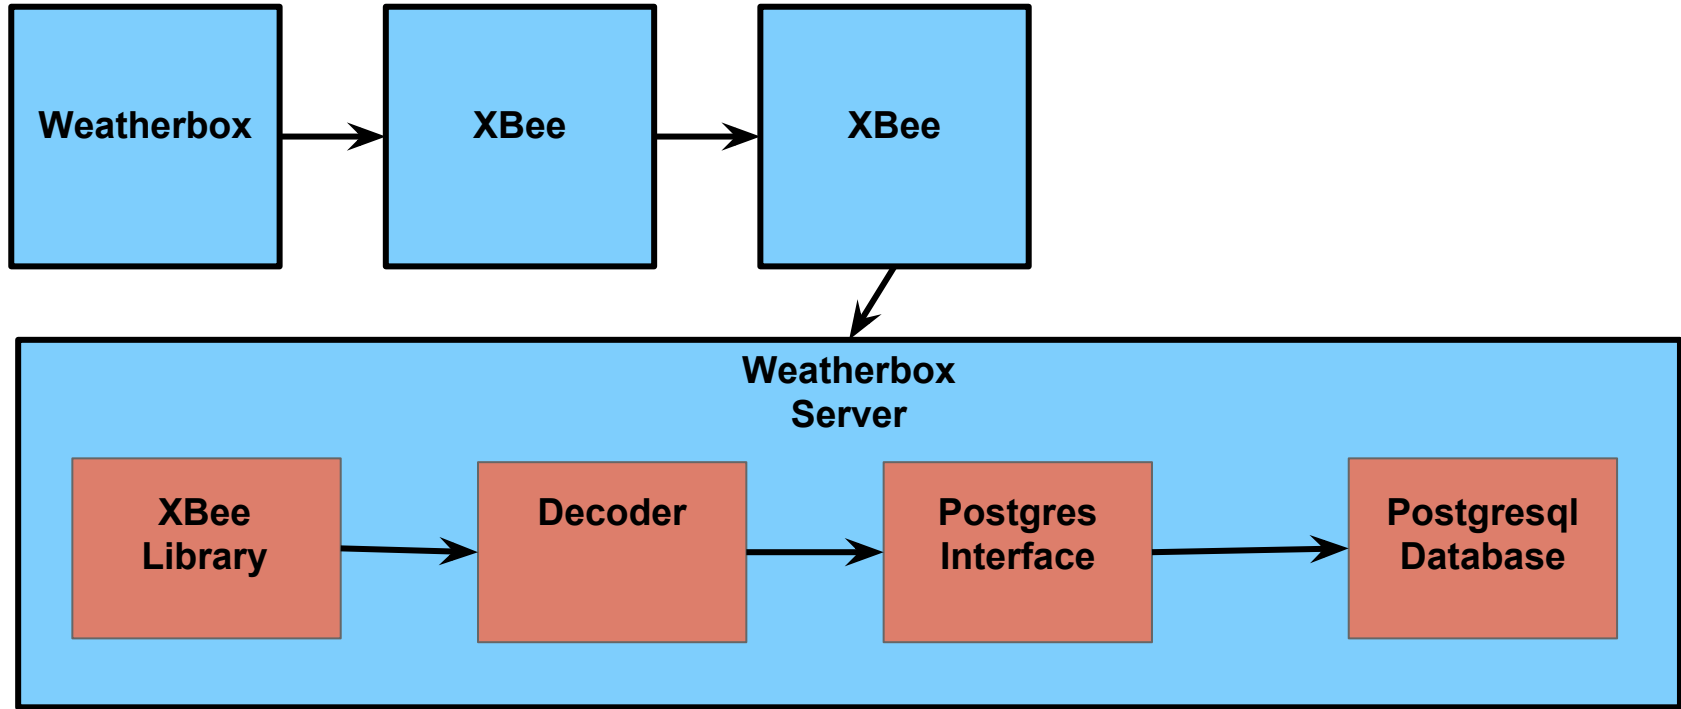 Weatherbox
XBee
XBee
Weatherbox
Server
XBee
Library
Decoder
Postgres
Interface
Postgresql
Database